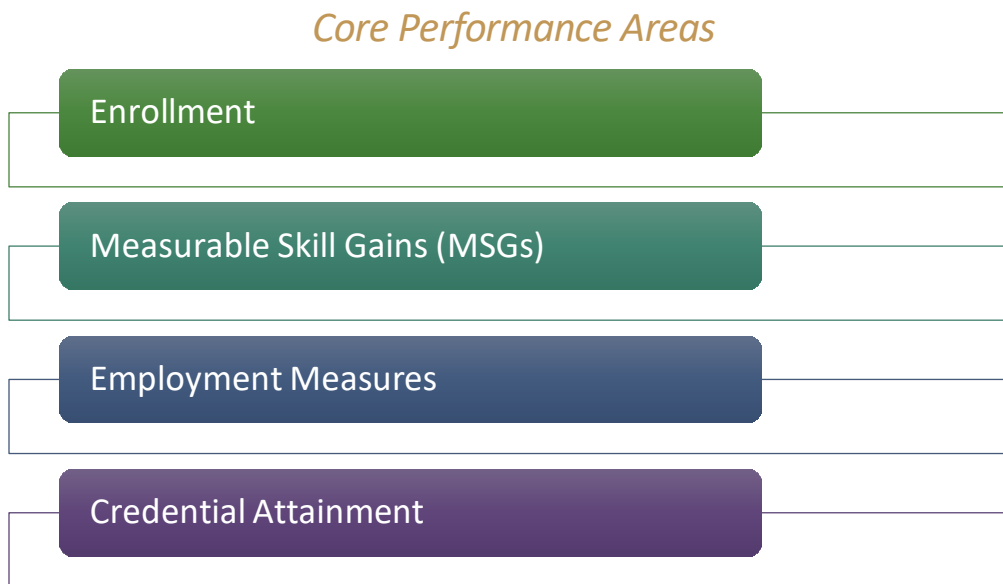 Core Performance Areas
Enrollment
Measurable Skill Gains (MSGs)
Employment Measures
Credential Attainment